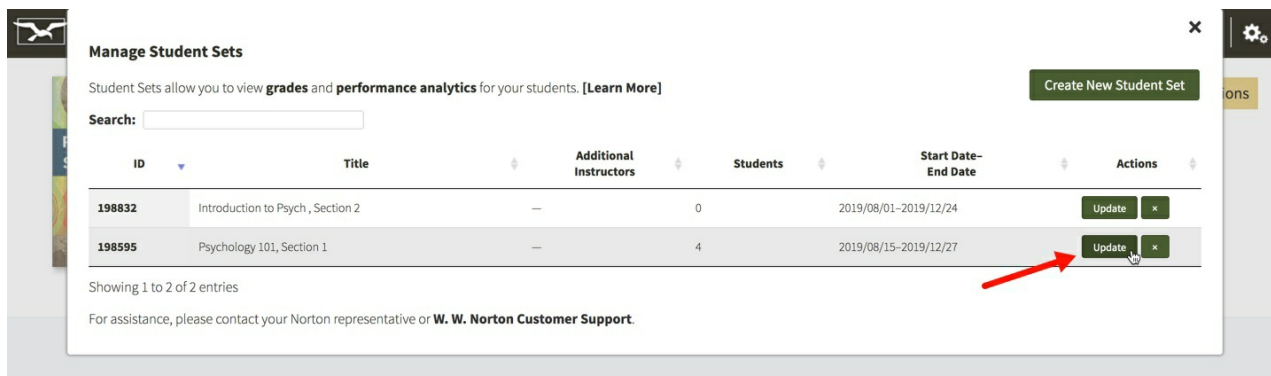 ×
Manage Student Sets
Student Sets allow you to view grades and performance analytics for your students. [Learn More]
Create New Student Set
ions
Search:
ID
Title
Additional
Instructors
Students
Start Date–
End Date
Actions
198832 Introduction to Psych , Section 2 — 0 2019/08/01–2019/12/24 Update ×
198595 Psychology 101, Section 1 — 4 2019/08/15–2019/12/27 Update ×
Showing 1 to 2 of 2 entries
For assistance, please contact your Norton representative or W. W. Norton Customer Support.